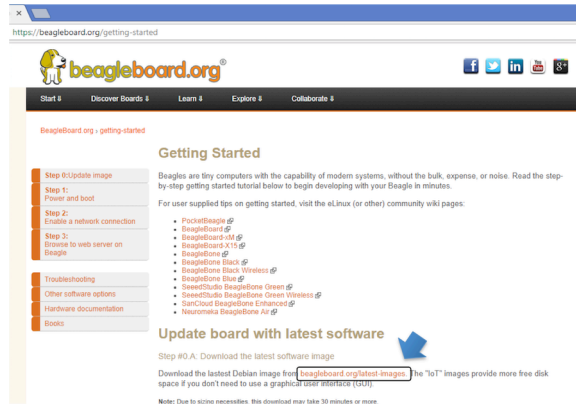 https://beagleboard.org/getting-started
beagleboard.org®
Start ⇓ Discover Boards ⇓ Learn ⇓ Explore ⇓ Collaborate ⇓
BeagleBoard.org › getting-started
Step 0:Update image
Step 1:
Power and boot
Step 2:
Enable a network connection
Step 3:
Browse to web server on
Beagle
Troubleshooting
Other software options
Hardware documentation
Books
Getting Started
Beagles are tiny computers with the capability of modern systems, without the bulk, expense, or noise. Read the step-
by-step getting started tutorial below to begin developing with your Beagle in minutes.
For user supplied tips on getting started, visit the eLinux (or other) community wiki pages:
PocketBeagle
BeagleBoard
BeagleBoard-xM
BeagleBoard-X15
BeagleBone
BeagleBone Black
BeagleBone Black Wireless
BeagleBone Blue
SeeedStudio BeagleBone Green
SeeedStudio BeagleBone Green Wireless
SanCloud BeagleBone Enhanced
Neuromeka BeagleBone Air
Update board with latest software
Step #0.A: Download the latest software image
Download the lastest Debian image from beagleboard.org/latest-images. The "IoT" images provide more free disk
space if you don't need to use a graphical user interface (GUI).
Note: Due to sizing necessities, this download may take 30 minutes or more.